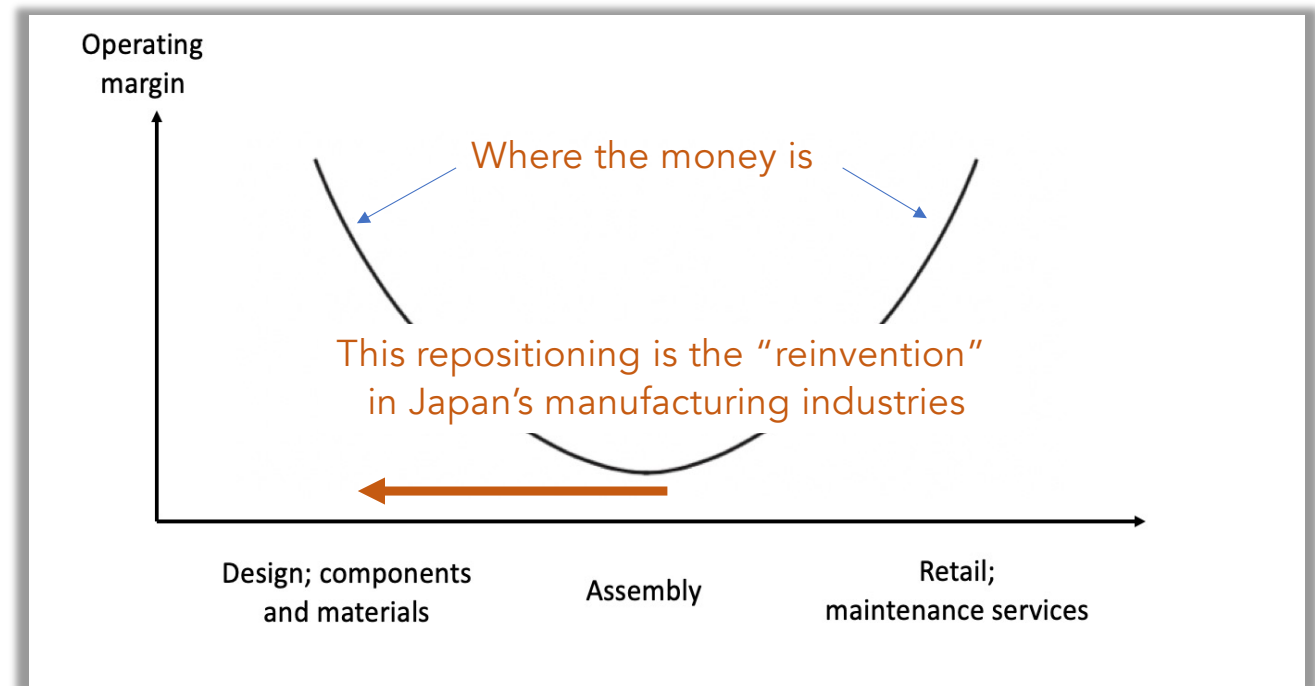 Operating
margin
Where the money is
This repositioning is the “reinvention”
in Japan’s manufacturing industries
Design; components
and materials
Assembly
Retail;
maintenance services